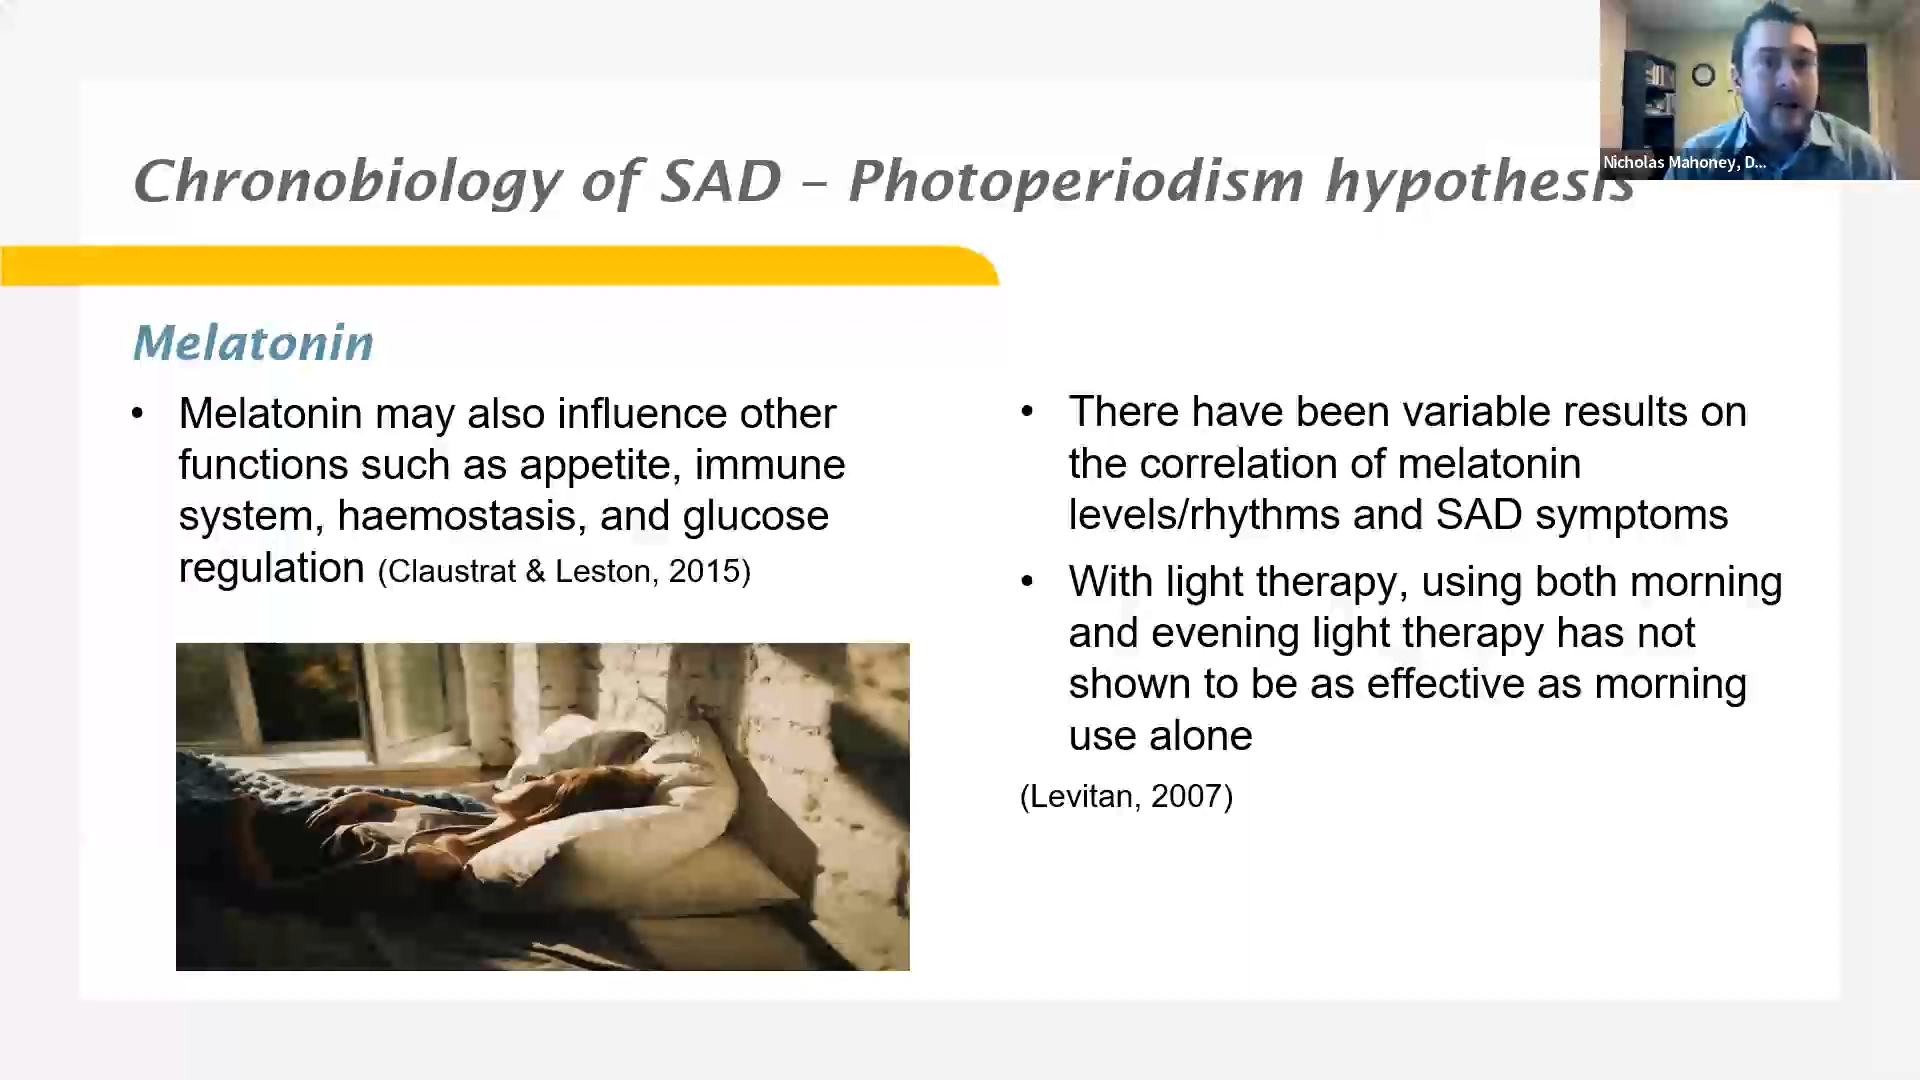 Chronobiology of SAD – Photoperiodism hypothesis
Nicholas Mahoney, D...
Melatonin
• Melatonin may also influence other
functions such as appetite, immune
system, haemostasis, and glucose
regulation (Claustrat & Leston, 2015)
• There have been variable results on
the correlation of melatonin
levels/rhythms and SAD symptoms
• With light therapy, using both morning
and evening light therapy has not
shown to be as effective as morning
use alone
(Levitan, 2007)